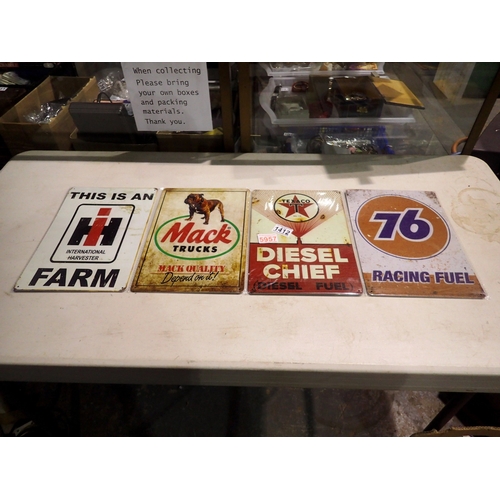 When collecting
Please bring
your own boxes
and packing
materials.
Thank you.
THIS IS AN
IH
INTERNATIONAL
HARVESTER
FARM
Mack
TRUCKS
MACK QUALITY
Depend on it!
TEXACO
T
1412
5957
DIESEL
CHIEF
DIESEL FUEL
76
RACING FUEL